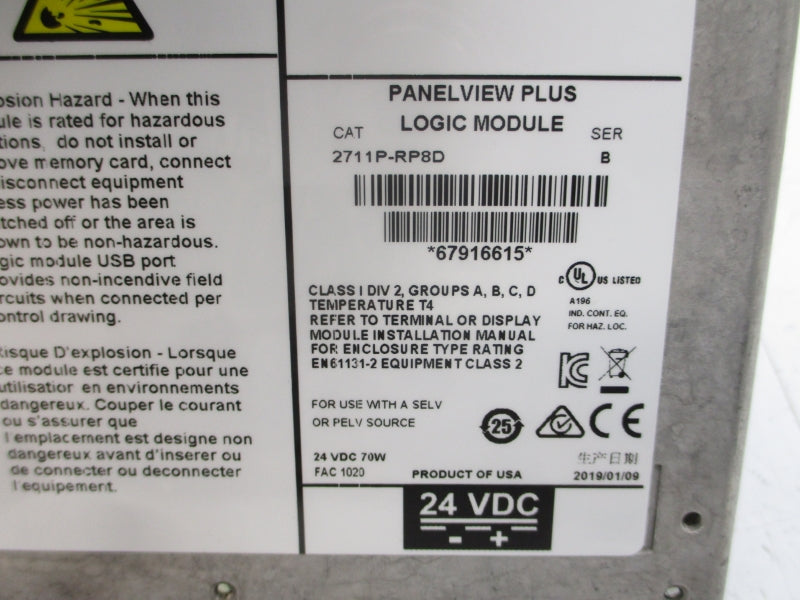 osion Hazard - When this
ule is rated for hazardous
tions, do not install or
ove memory card, connect
isconnect equipment
ess power has been
tched off or the area is
own to be non-hazardous.
gic module USB port
ovides non-incendive field
rcuits when connected per
ontrol drawing.
Risque D'explosion - Lorsque
ce module est certifie pour une
utilisation en environnements
dangereux. Couper le courant
ou s'assurer que
l emplacement est designe non
dangereux avant d'inserer ou
de connecter ou deconnecter
l equipement.
PANELVIEW PLUS
LOGIC MODULE
CAT
SER
2711P-RP8D
B
*67916615*
CLASS I DIV 2, GROUPS A, B, C, D
TEMPERATURE T4
REFER TO TERMINAL OR DISPLAY
MODULE INSTALLATION MANUAL
FOR ENCLOSURE TYPE RATING
EN61131-2 EQUIPMENT CLASS 2
C UL US LISTED
A196
IND. CONT. EQ.
FOR HAZ. LOC.
FOR USE WITH A SELV
OR PELV SOURCE
25
CE
24 VDC 70W
FAC 1020
PRODUCT OF USA
生产日期
2019/01/09
24 VDC
- +